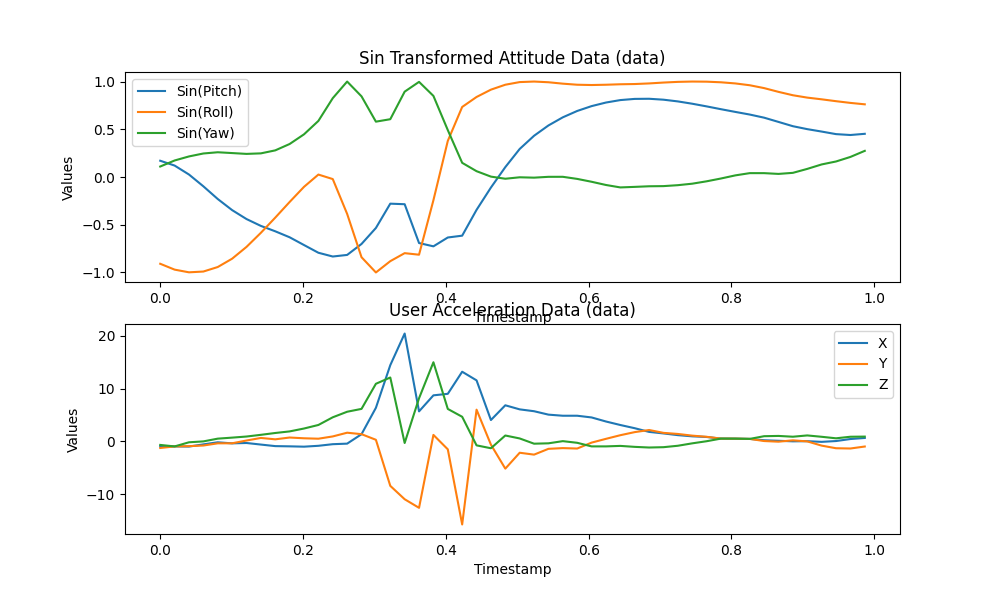 Sin Transformed Attitude Data (data)
1.0
0.5
0.0
−0.5
−1.0
Values
Sin(Pitch)
Sin(Roll)
Sin(Yaw)
0.0 0.2 0.4 0.6 0.8 1.0
Timestamp
User Acceleration Data (data)
20
10
0
−10
Values
X
Y
Z
0.0 0.2 0.4 0.6 0.8 1.0
Timestamp